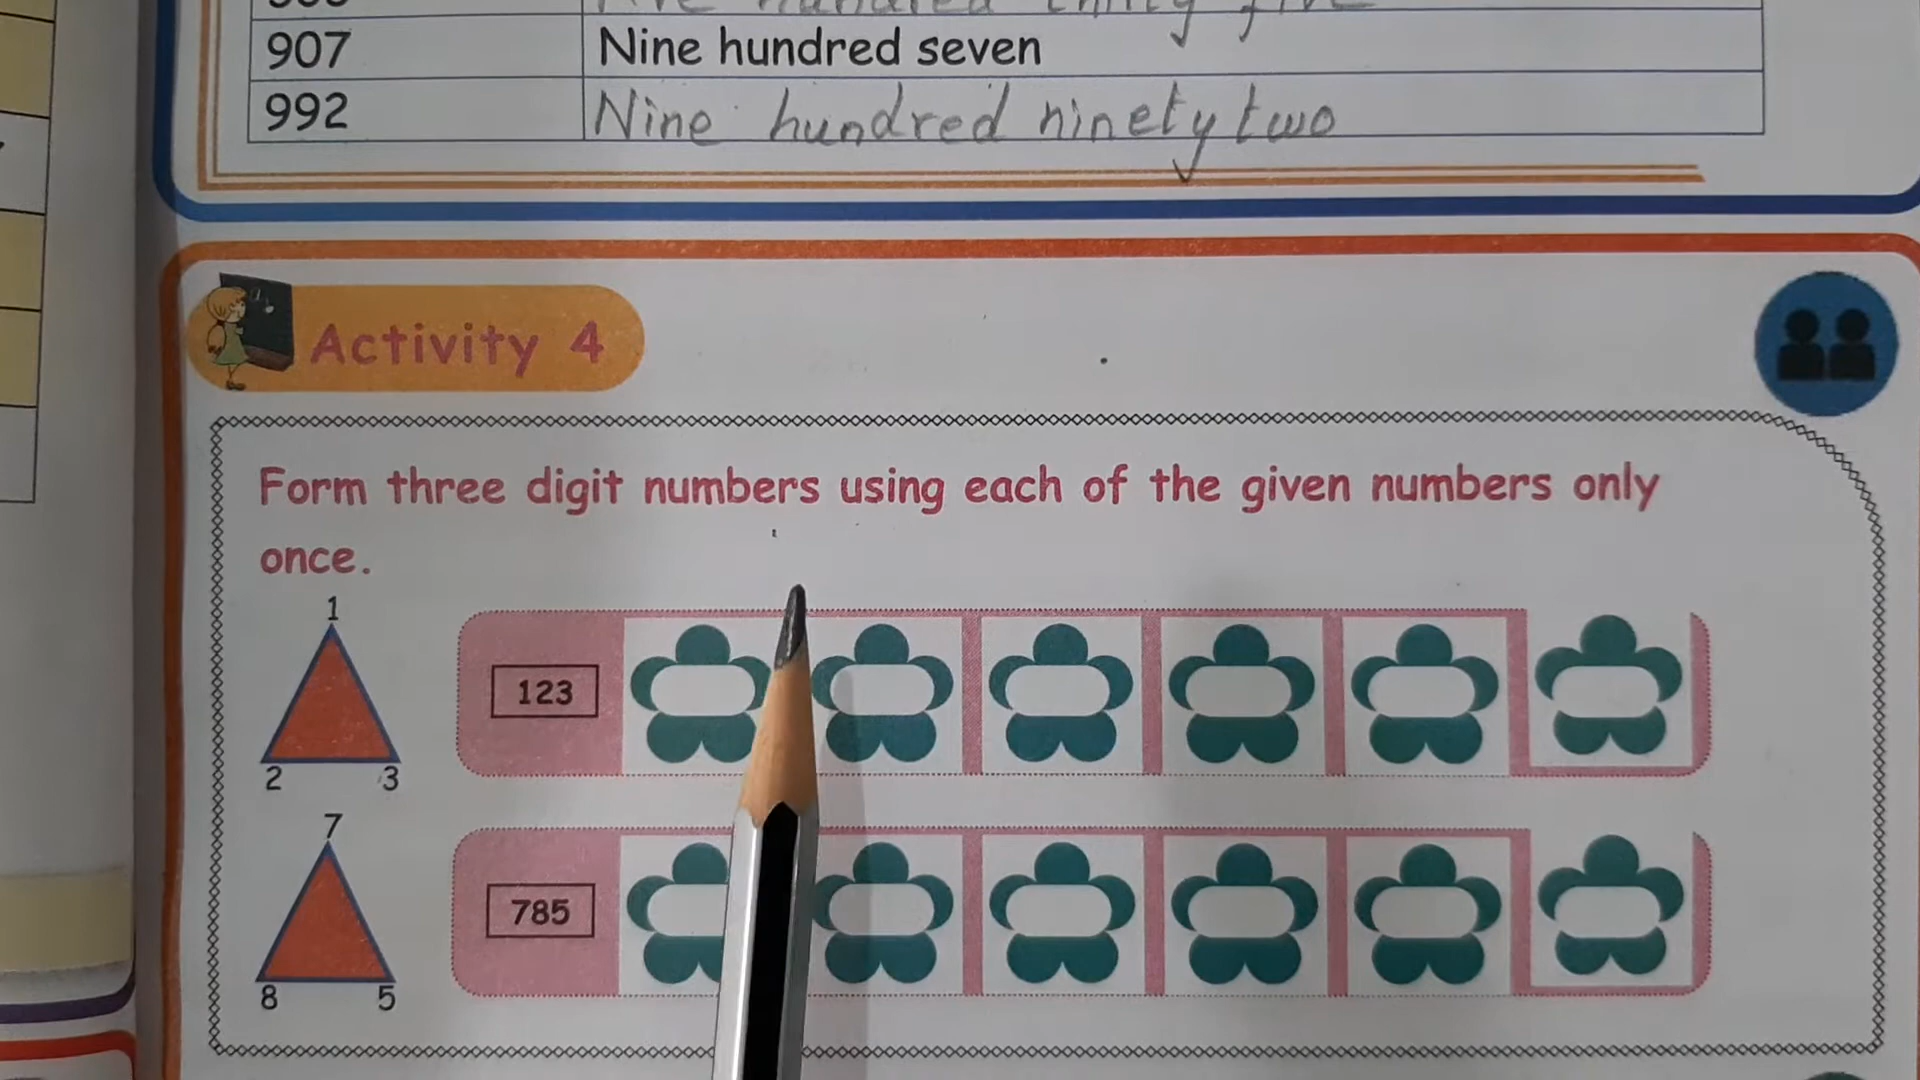 907 Nine hundred seven
992 Nine hundred ninety two
Activity 4
Form three digit numbers using each of the given numbers only
once.
1
123
2 3
7
785
8 5